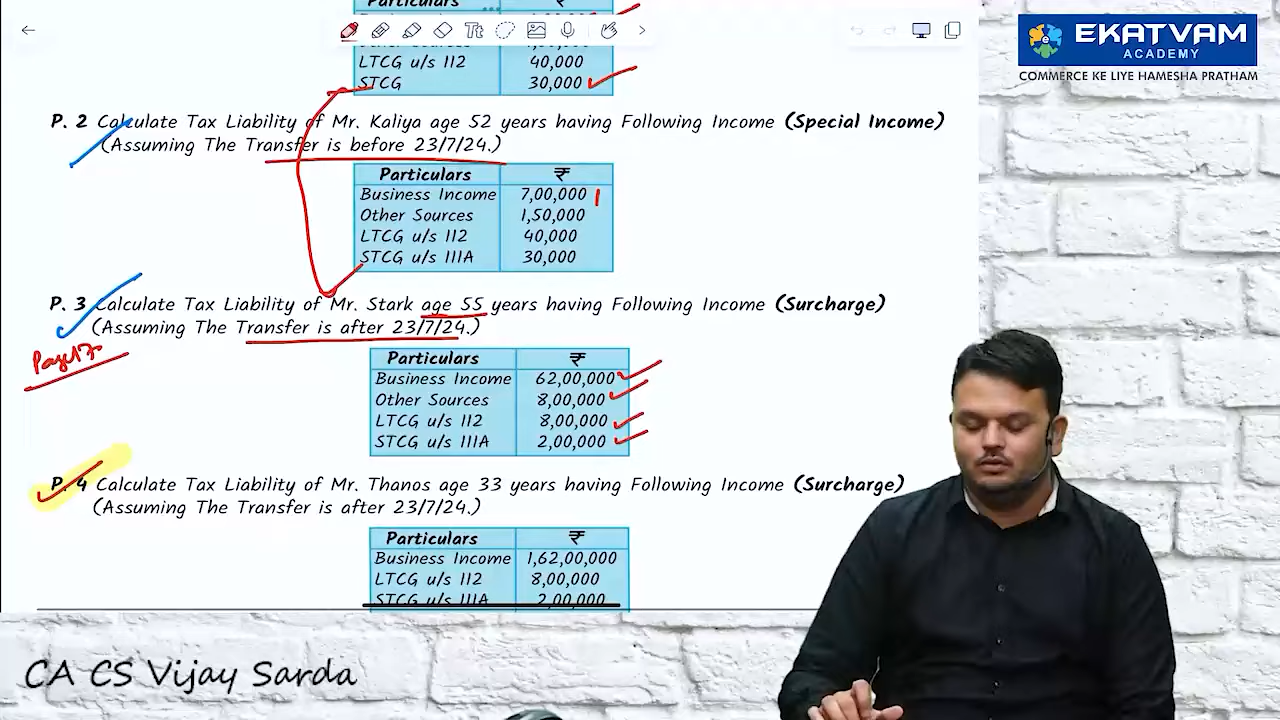 Particulars ₹
EKATVAM
ACADEMY
COMMERCE KE LIYE HAMESHA PRATHAM
Tt
LTCG u/s 112 40,000
STCG 30,000
P. 2 Calculate Tax Liability of Mr. Kaliya age 52 years having Following Income (Special Income)
(Assuming The Transfer is before 23/7/24.)
Particulars ₹
Business Income 7,00,000
Other Sources 1,50,000
LTCG u/s 112 40,000
STCG u/s 111A 30,000
P. 3 Calculate Tax Liability of Mr. Stark age 55 years having Following Income (Surcharge)
(Assuming The Transfer is after 23/7/24.)
Particulars ₹
Business Income 62,00,000
Other Sources 8,00,000
LTCG u/s 112 8,00,000
STCG u/s 111A 2,00,000
P. 4 Calculate Tax Liability of Mr. Thanos age 33 years having Following Income (Surcharge)
(Assuming The Transfer is after 23/7/24.)
Particulars ₹
Business Income 1,62,00,000
LTCG u/s 112 8,00,000
STCG u/s 111A 2,00,000
CA CS Vijay Sarda